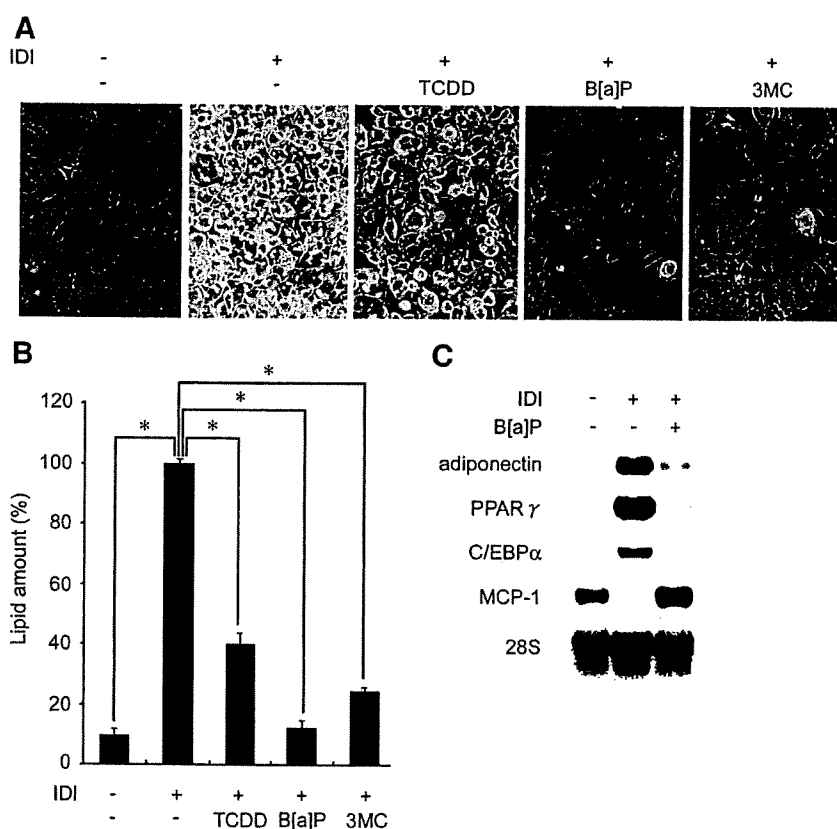 A
IDI - + + + +
- - TCDD B[a]P 3MC
B
120
100
80
60
40
20
0
Lipid amount (%)
* * * *
IDI - + + + +
- - TCDD B[a]P 3MC
C
IDI - + +
B[a]P - - +
adiponectin
PPAR γ
C/EBPα
MCP-1
28S